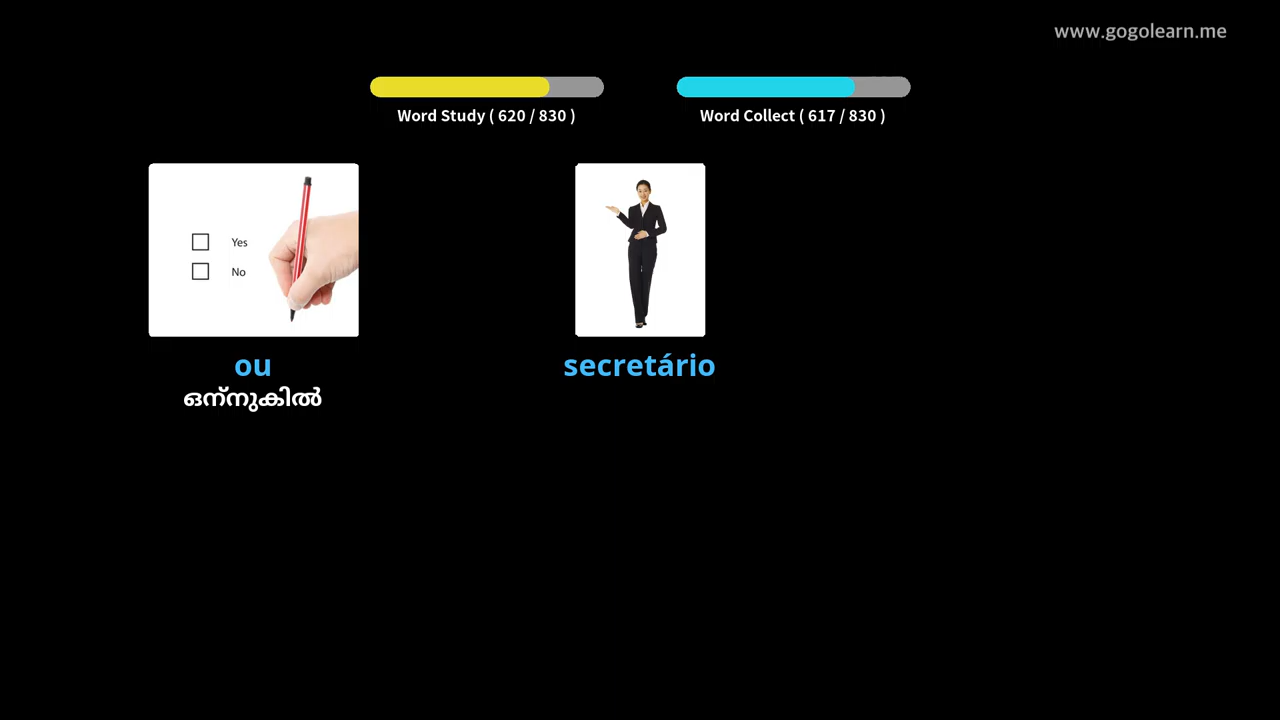 www.gogolearn.me
Word Study ( 620 / 830 )
Word Collect ( 617 / 830 )
Yes
No
ou
ഒന്നുകിൽ
secretário